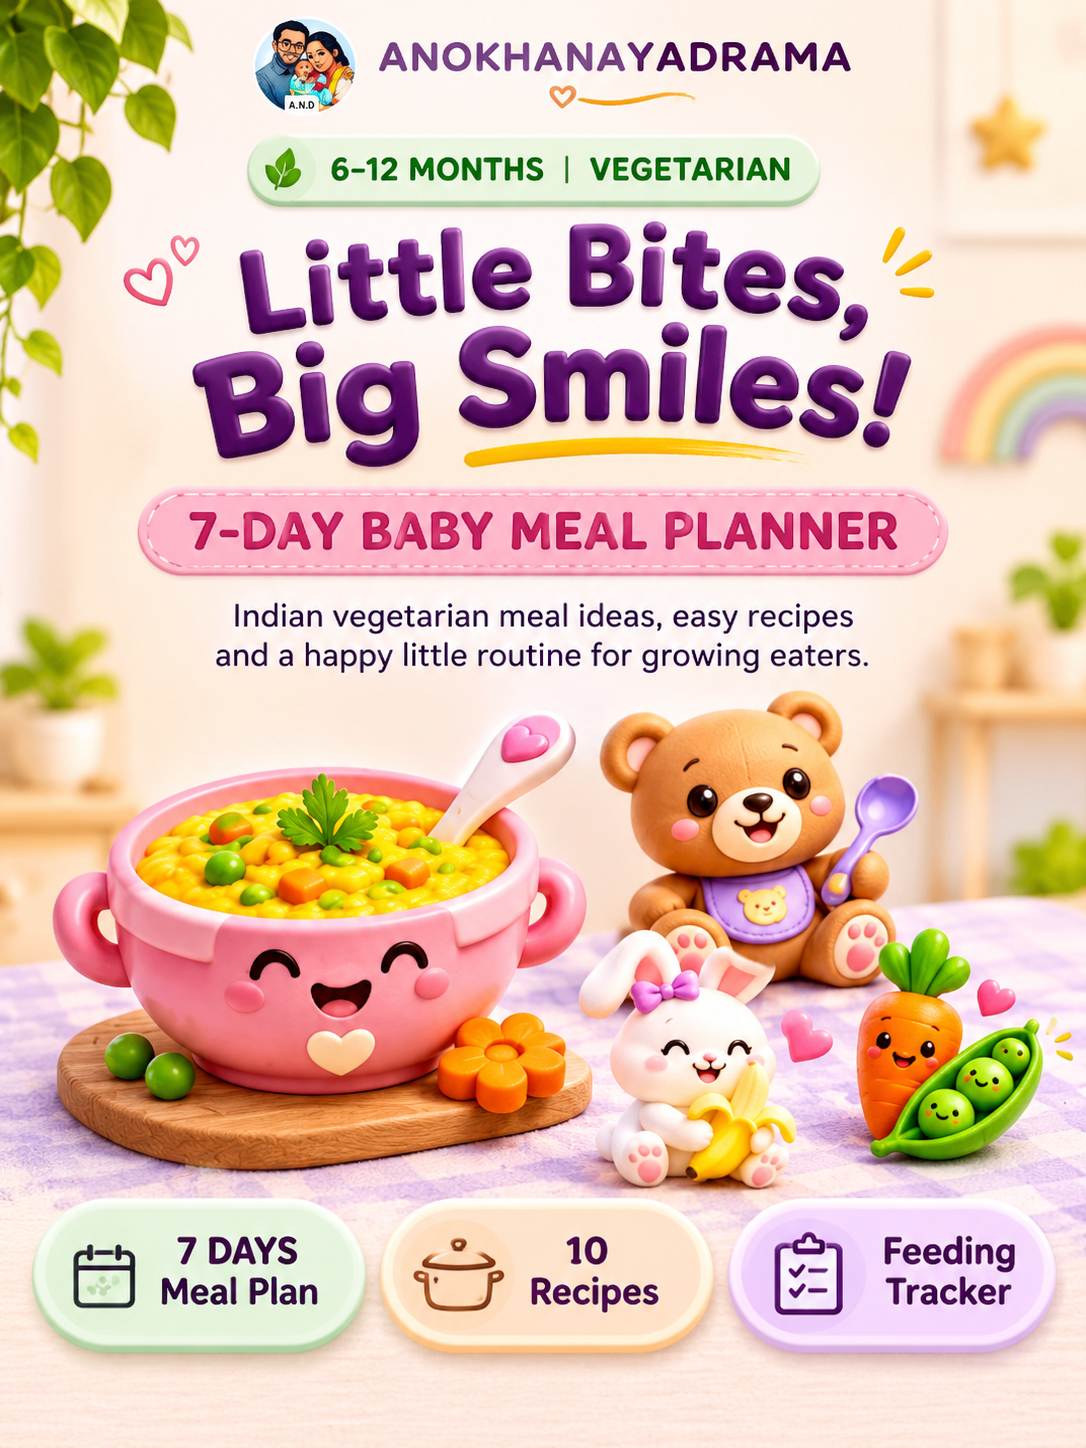 A.N.D
ANOKHANAYADRAMA
6–12 MONTHS | VEGETARIAN
Little Bites,
Big Smiles!
7-DAY BABY MEAL PLANNER
Indian vegetarian meal ideas, easy recipes
and a happy little routine for growing eaters.
7 DAYS
Meal Plan
10
Recipes
Feeding
Tracker